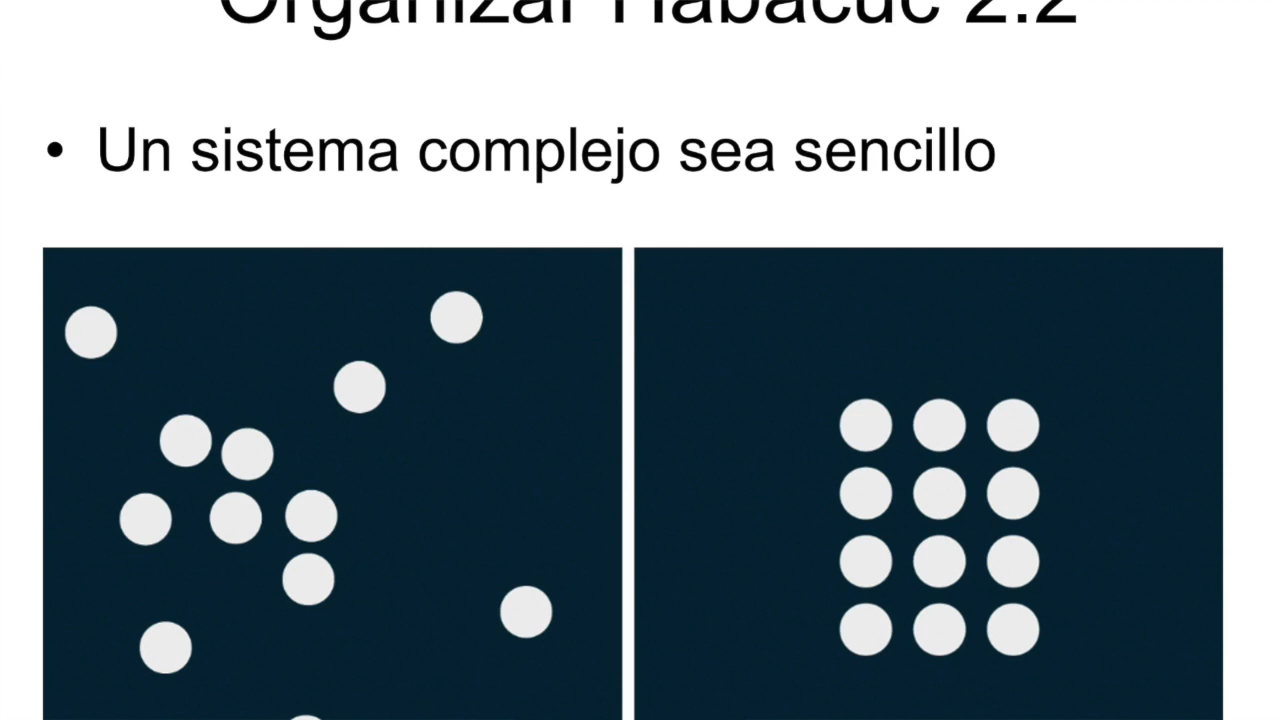 Organizar Habacuc 2:2
• Un sistema complejo sea sencillo